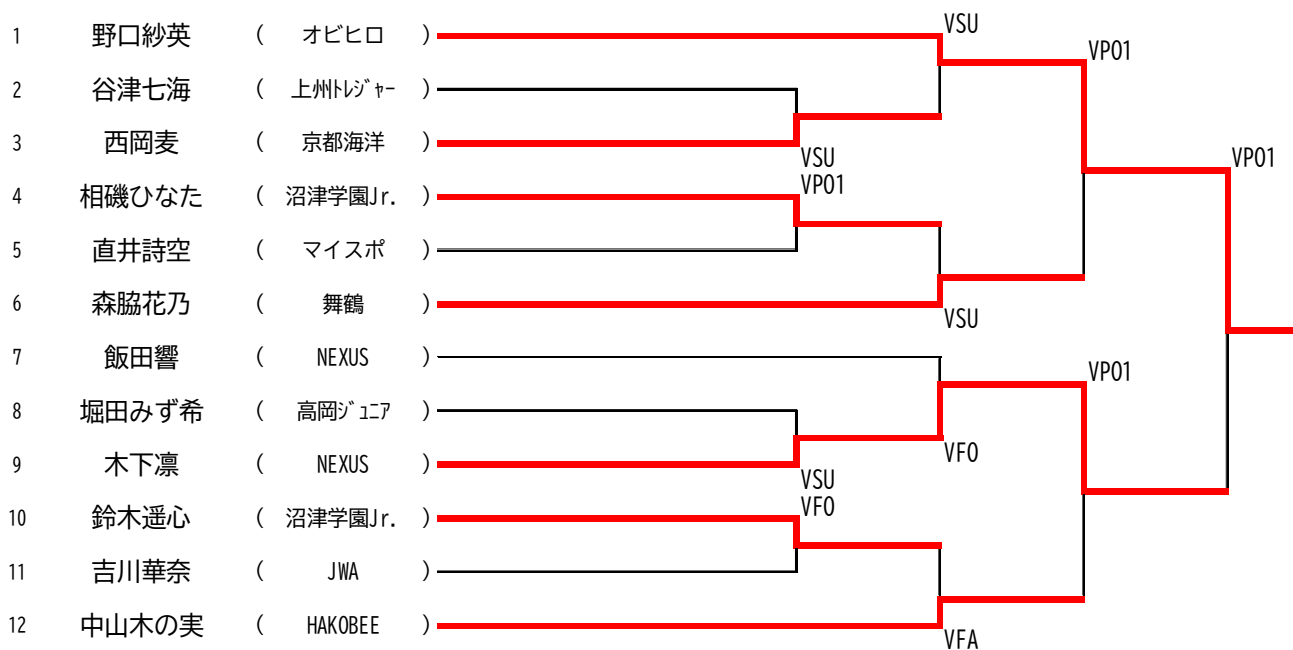 1 野口紗英 ( オビヒロ ) VSU
VPO1
2 谷津七海 ( 上州ﾄﾚｼﾞｬｰ )
3 西岡麦 ( 京都海洋 ) VSU
VPO1
4 相磯ひなた ( 沼津学園Jr. ) VPO1
5 直井詩空 ( マイスポ )
6 森脇花乃 ( 舞鶴 ) VSU
7 飯田響 ( NEXUS ) VPO1
8 堀田みず希 ( 高岡ｼﾞｭﾆｱ )
9 木下凛 ( NEXUS ) VSU VFO
10 鈴木遥心 ( 沼津学園Jr. ) VFO
11 吉川華奈 ( JWA )
12 中山木の実 ( HAKOBEE ) VFA